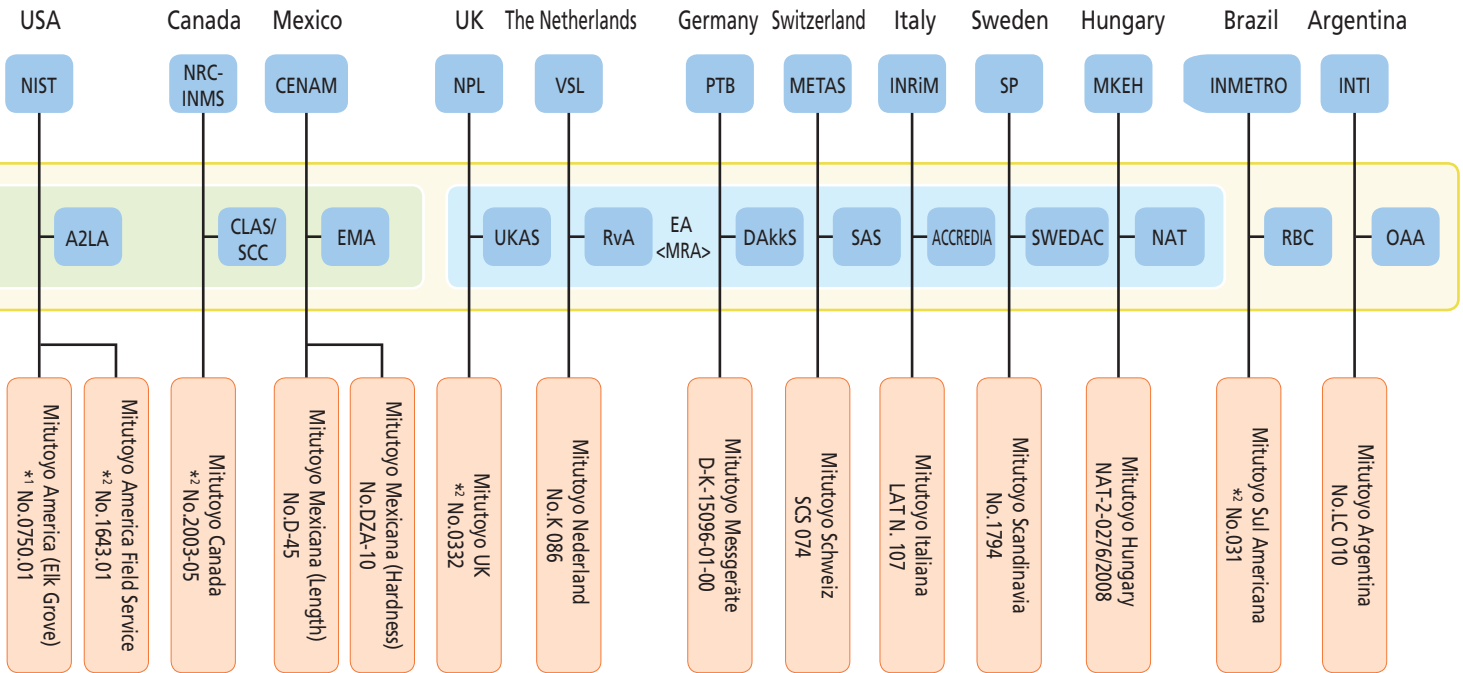 USA
Canada
Mexico
UK
The Netherlands
Germany
Switzerland
Italy
Sweden
Hungary
Brazil
Argentina
NIST
NRC-
INMS
CENAM
NPL
VSL
PTB
METAS
INRiM
SP
MKEH
INMETRO
INTI
A2LA
CLAS/
SCC
EMA
UKAS
RvA
EA
<MRA>
DAkkS
SAS
ACCREDIA
SWEDAC
NAT
RBC
OAA
Mitutoyo America (Elk Grove)
*1 No.0750.01
Mitutoyo America Field Service
*2 No.1643.01
Mitutoyo Canada
*2 No.2003-05
Mitutoyo Mexicana (Length)
No.D-45
Mitutoyo Mexicana (Hardness)
No.DZA-10
Mitutoyo UK
*2 No.0332
Mitutoyo Nederland
No.K 086
Mitutoyo Messgeräte
D-K-15096-01-00
Mitutoyo Schweiz
SCS 074
Mitutoyo Italiana
LAT N. 107
Mitutoyo Scandinavia
No.1794
Mitutoyo Hungary
NAT-2-0276/2008
Mitutoyo Sul Americana
*2 No.031
Mitutoyo Argentina
No.LC 010